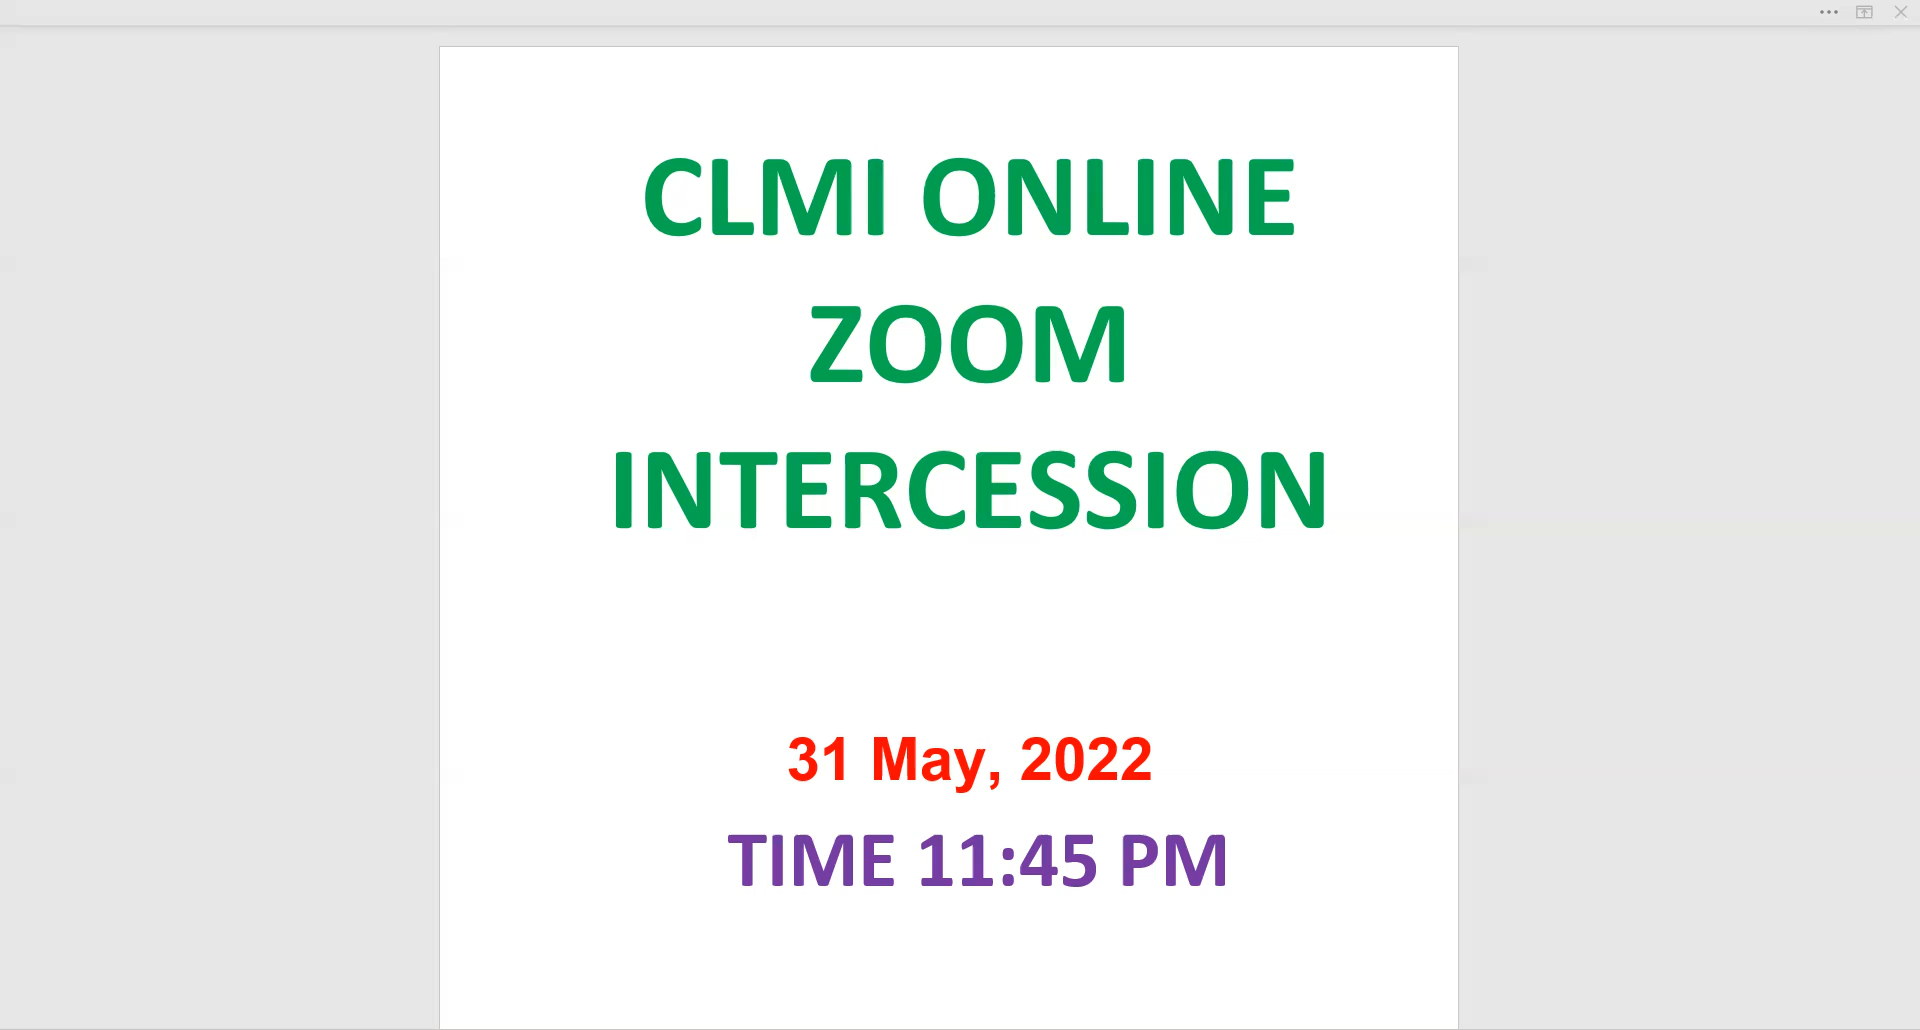 CLMI ONLINE
ZOOM
INTERCESSION
31 May, 2022
TIME 11:45 PM